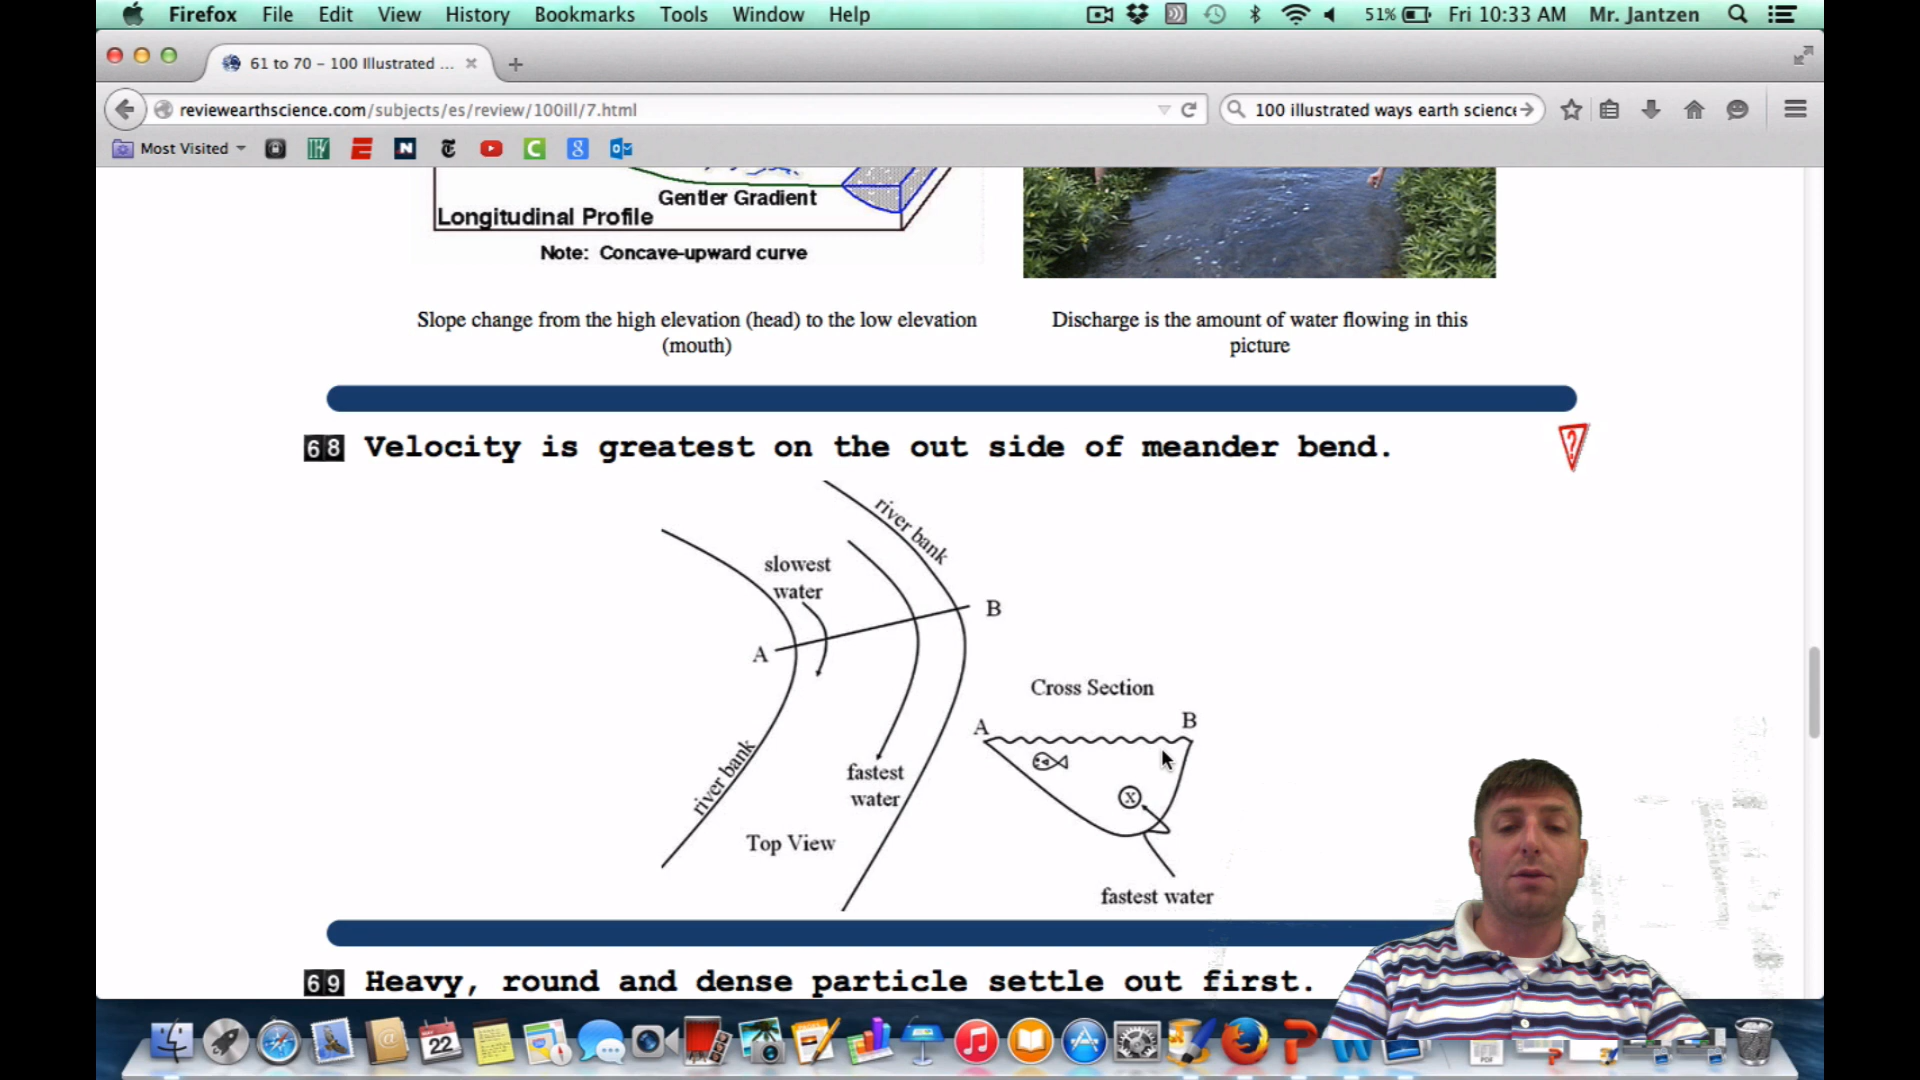 Firefox File Edit View History Bookmarks Tools Window Help 51% Fri 10:33 AM Mr. Jantzen
61 to 70 – 100 Illustrated ...
reviewearthscience.com/subjects/es/review/100ill/7.html
100 illustrated ways earth science
Most Visited
Gentler Gradient
Longitudinal Profile
Note: Concave-upward curve
Slope change from the high elevation (head) to the low elevation
(mouth)
Discharge is the amount of water flowing in this
picture
68 Velocity is greatest on the out side of meander bend.
?
river bank
slowest
water
A
B
river bank
fastest
water
Top View
Cross Section
A
B
X
fastest water
69 Heavy, round and dense particle settle out first.
22